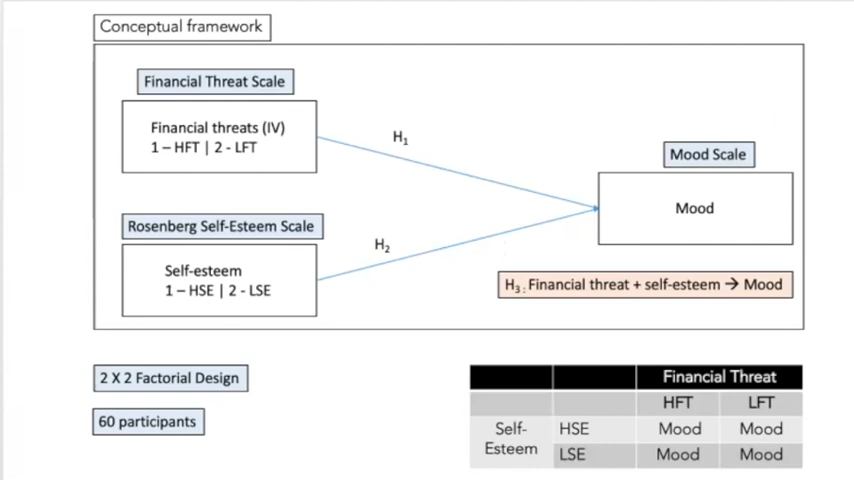 Conceptual framework
Financial Threat Scale
Financial threats (IV)
1 – HFT | 2 - LFT
H1
Mood Scale
Mood
Rosenberg Self-Esteem Scale
H2
Self-esteem
1 – HSE | 2 - LSE
H3 : Financial threat + self-esteem → Mood
2 X 2 Factorial Design
60 participants
Financial Threat
HFT LFT
Self-Esteem
HSE Mood Mood
LSE Mood Mood